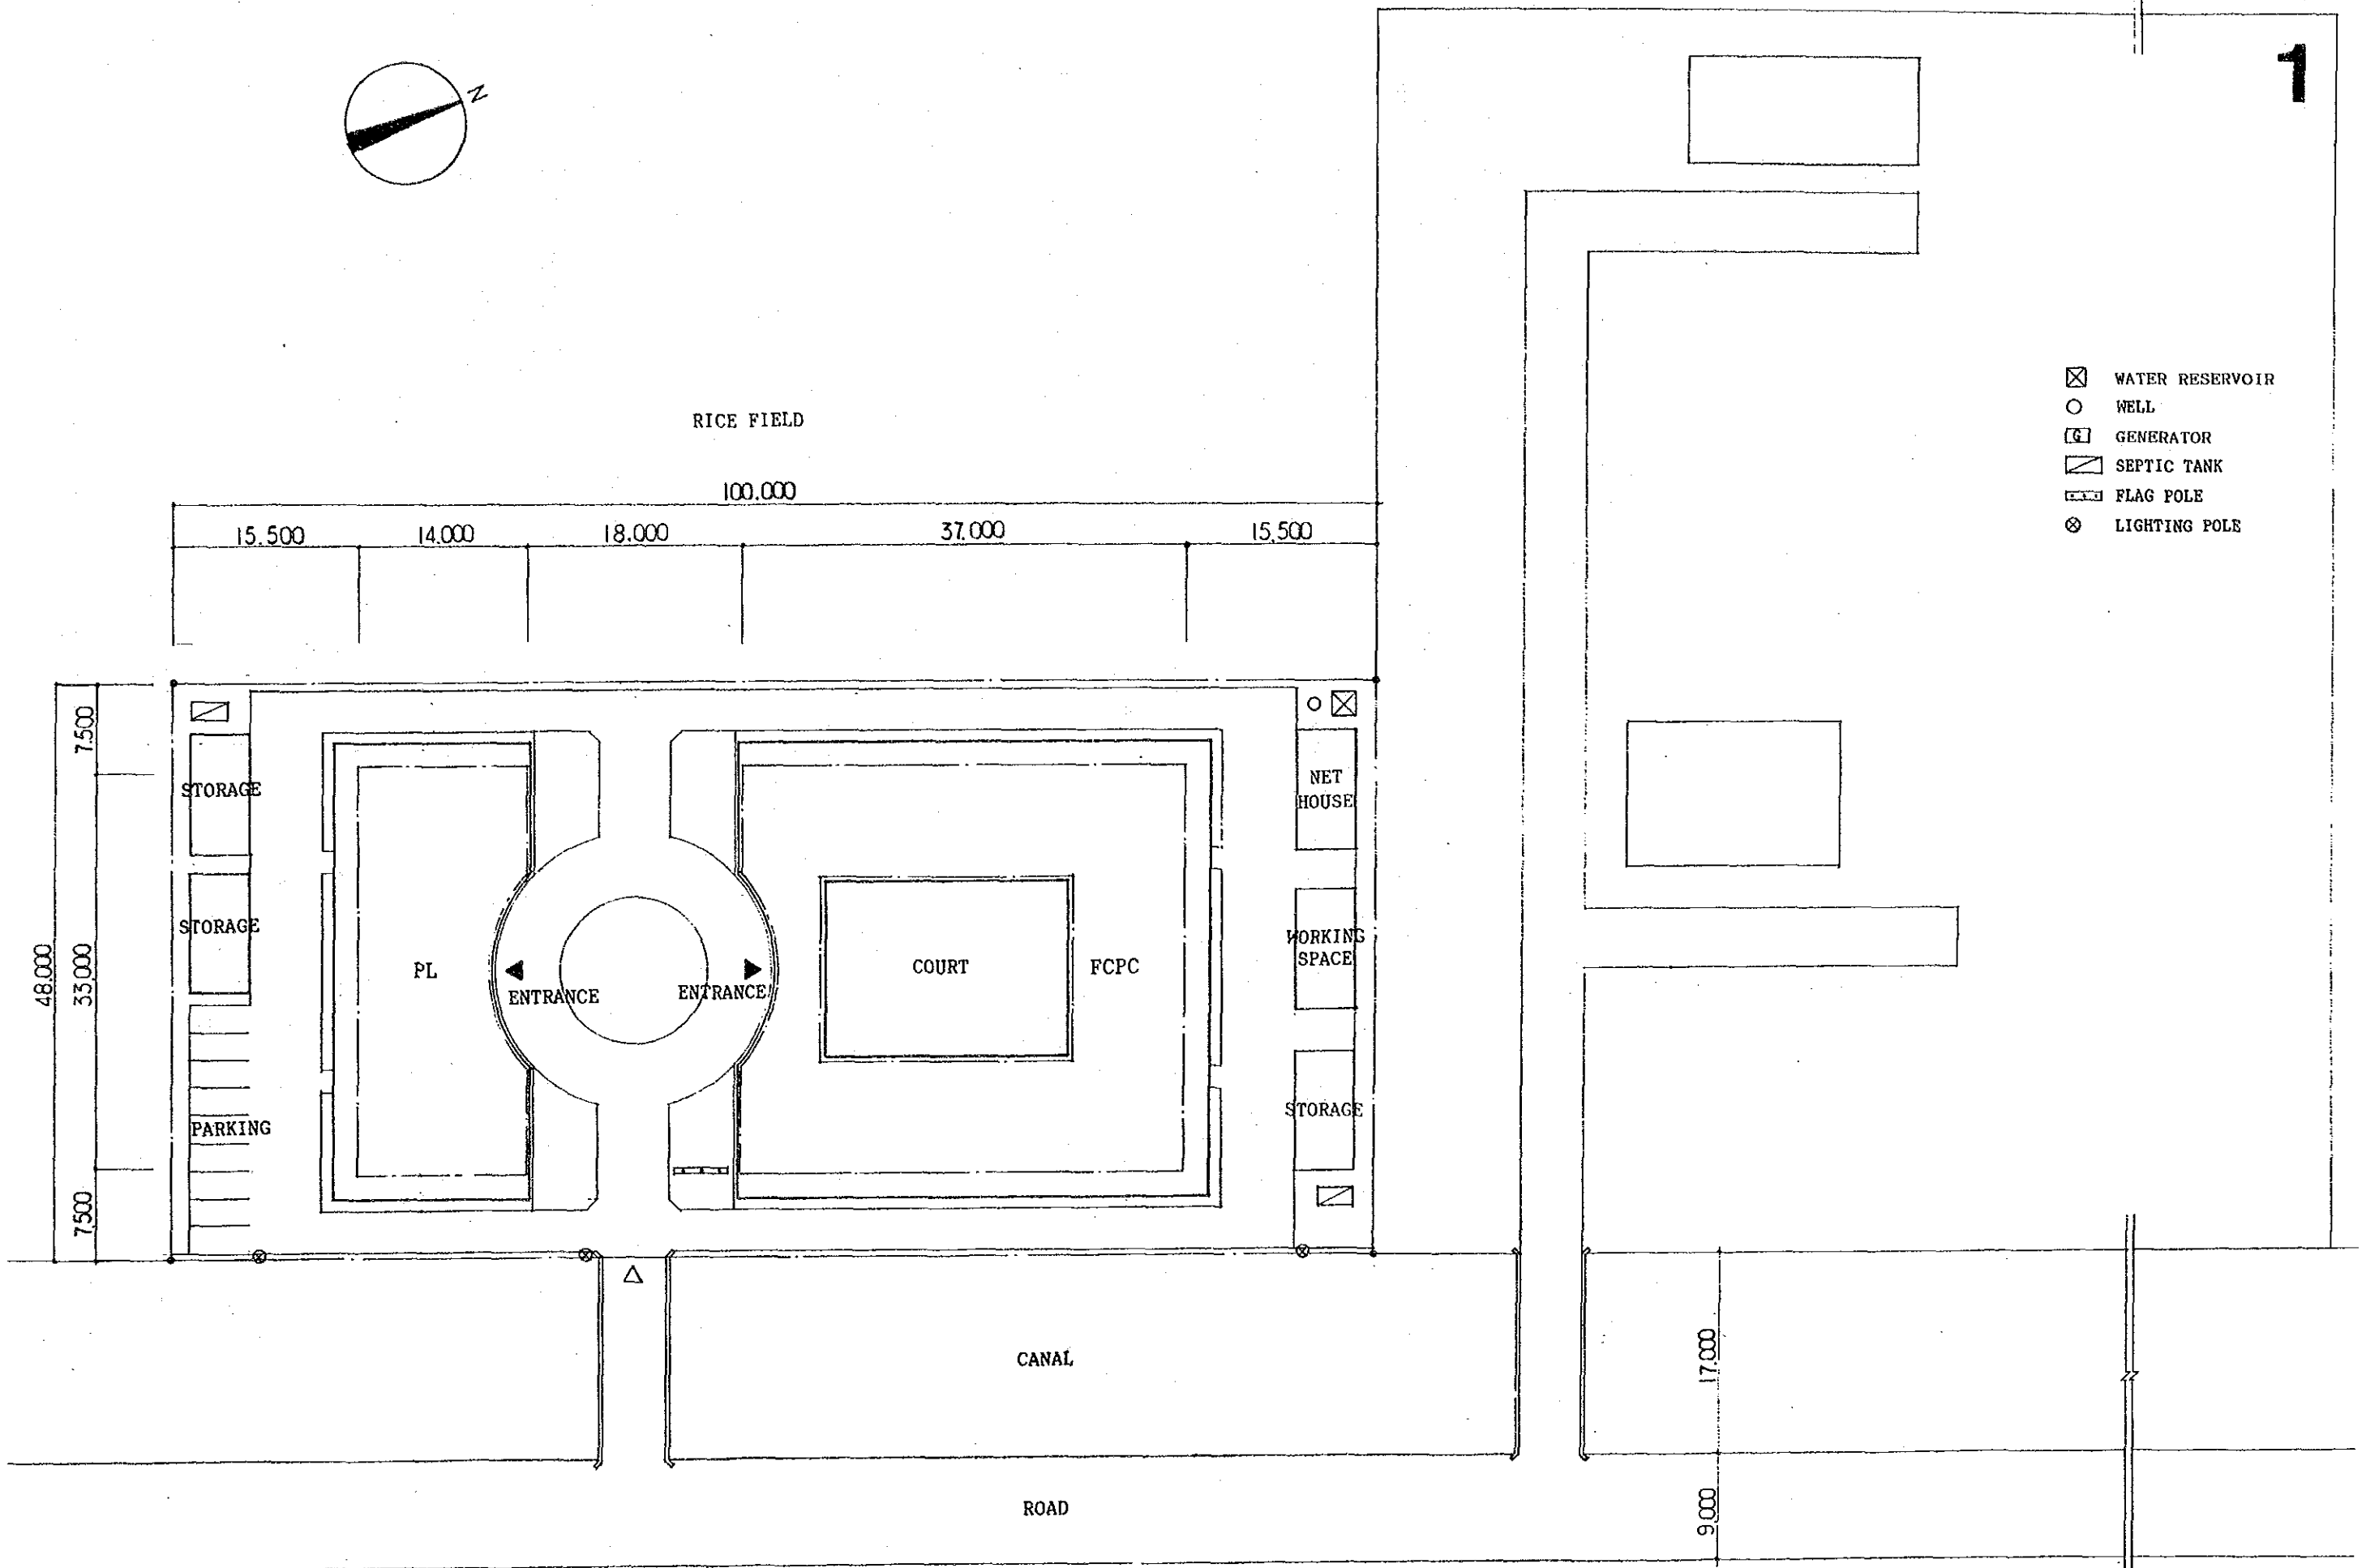 1
N
WATER RESERVOIR
WELL
G GENERATOR
SEPTIC TANK
FLAG POLE
LIGHTING POLE
RICE FIELD
100.000
15.500 14.000 18.000 37.000 15,500
7.500
33.000
48.000
7.500
STORAGE
STORAGE
PARKING
PL
ENTRANCE
ENTRANCE
COURT
FCPC
NET
HOUSE
WORKING
SPACE
STORAGE
CANAL
17.000
ROAD
9.000